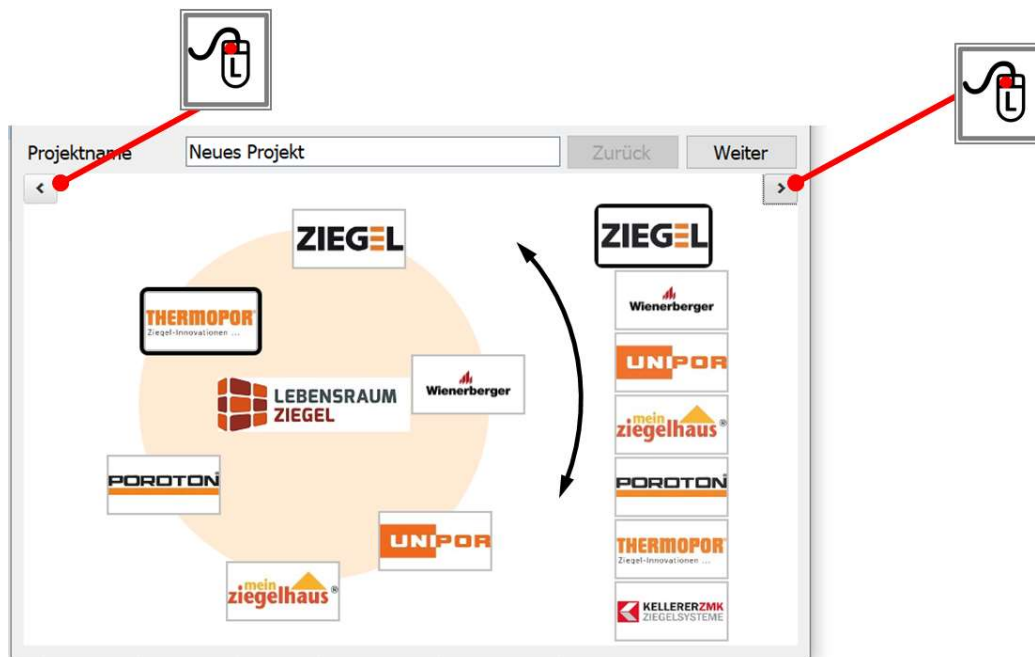 L
L
Projektname
Neues Projekt
Zurück
Weiter
<
>
ZIEGEL
THERMOPOR®
Ziegel-Innovationen ...
Wienerberger
LEBENSRAUM
ZIEGEL
POROTON®
UNIPOR
mein
ziegelhaus®
ZIEGEL
Wienerberger
UNIPOR
mein
ziegelhaus®
POROTON®
THERMOPOR®
Ziegel-Innovationen ...
KELLERERZMK
ZIEGELSYSTEME